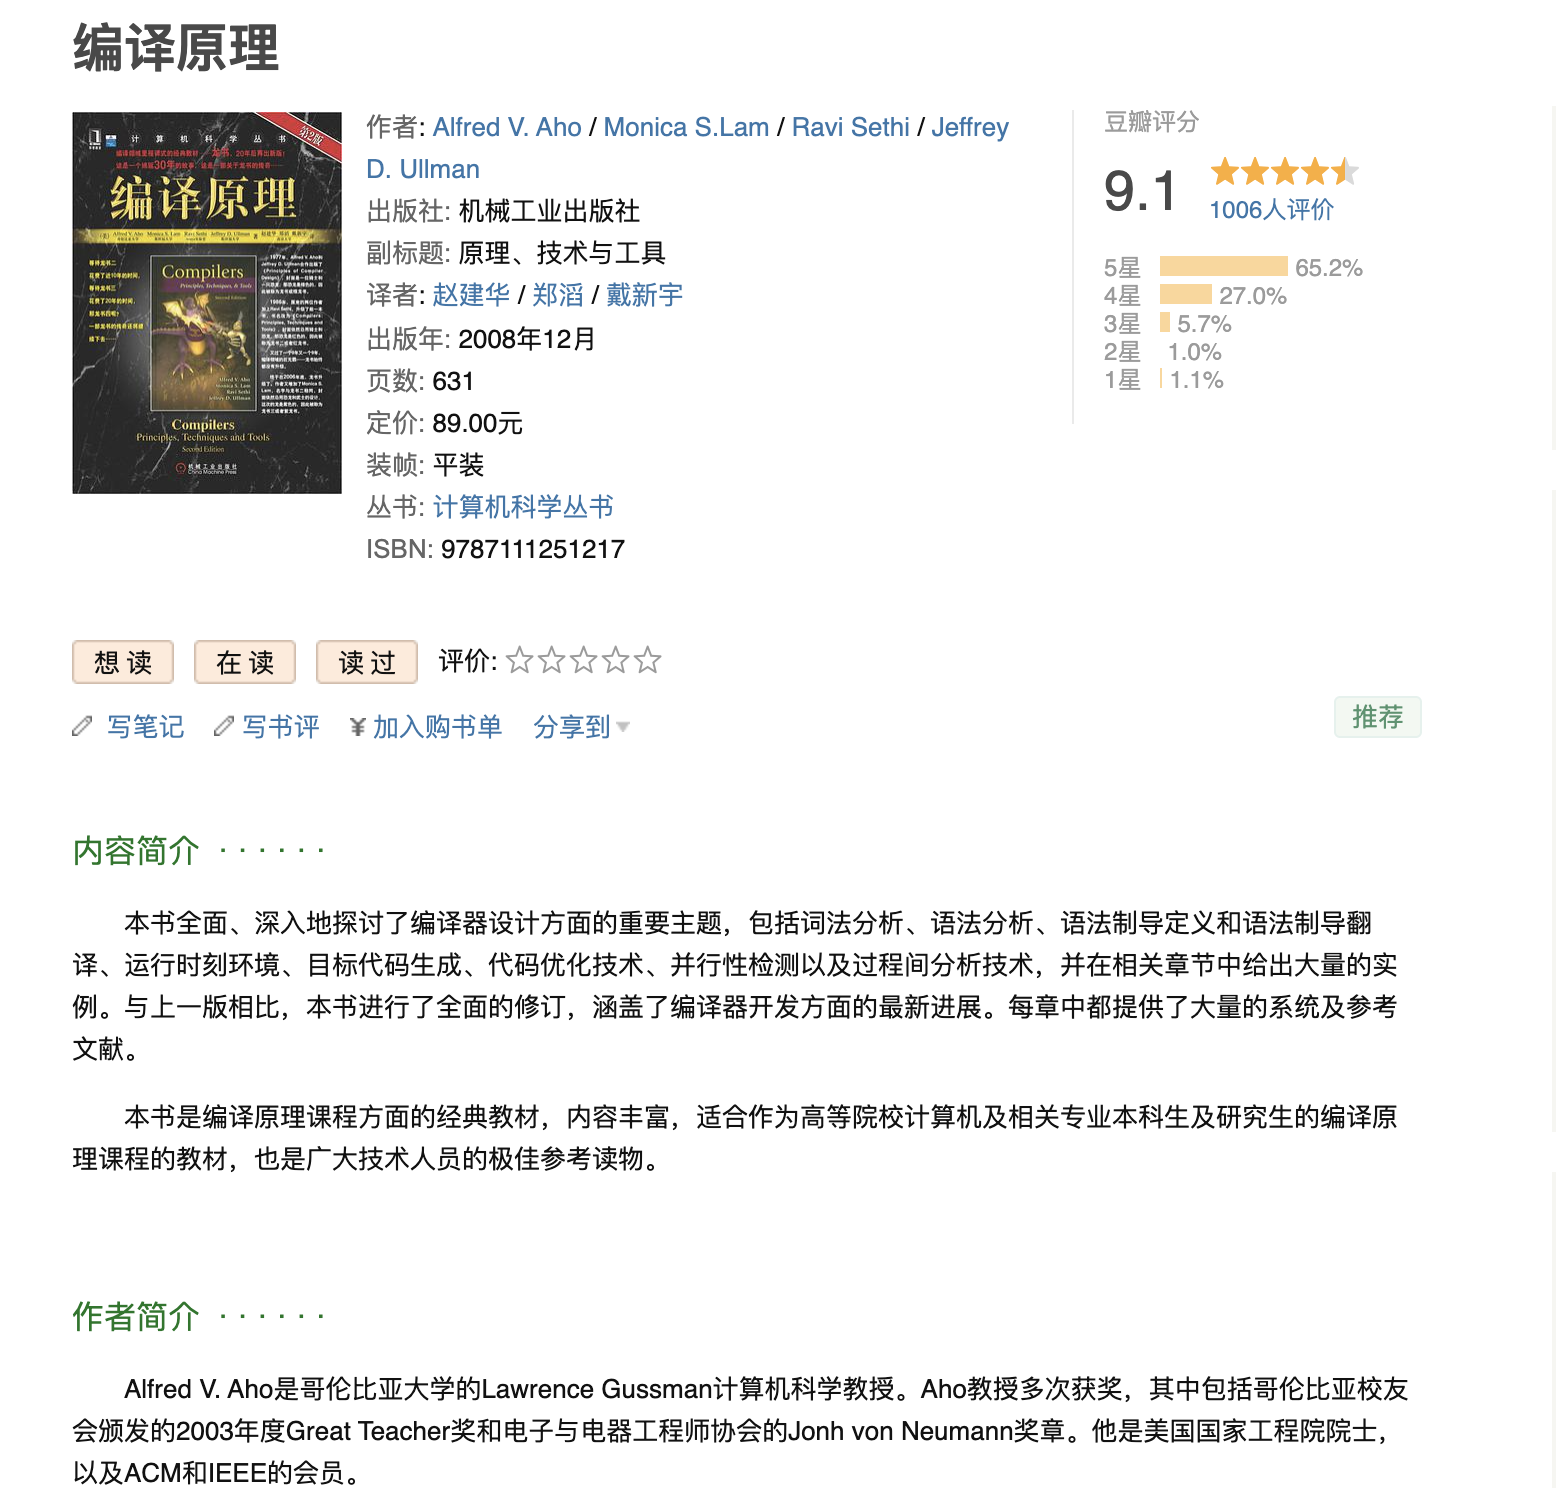 编译原理
计算机科学丛书
第2版
编译原理
Compilers
Principles, Techniques, & Tools
Second Edition
Alfred V. Aho
Monica S. Lam
Ravi Sethi
Jeffrey D. Ullman
Compilers
Principles, Techniques and Tools
Second Edition
机械工业出版社
China Machine Press
作者: Alfred V. Aho / Monica S.Lam / Ravi Sethi / Jeffrey
D. Ullman
出版社: 机械工业出版社
副标题: 原理、技术与工具
译者: 赵建华 / 郑滔 / 戴新宇
出版年: 2008年12月
页数: 631
定价: 89.00元
装帧: 平装
丛书: 计算机科学丛书
ISBN: 9787111251217
豆瓣评分
9.1
1006人评价
5星 65.2%
4星 27.0%
3星 5.7%
2星 1.0%
1星 1.1%
想读 在读 读过 评价:
写笔记 写书评 ¥加入购书单 分享到
推荐
内容简介 · · · · · ·
本书全面、深入地探讨了编译器设计方面的重要主题，包括词法分析、语法分析、语法制导定义和语法制导翻
译、运行时刻环境、目标代码生成、代码优化技术、并行性检测以及过程间分析技术，并在相关章节中给出大量的实
例。与上一版相比，本书进行了全面的修订，涵盖了编译器开发方面的最新进展。每章中都提供了大量的系统及参考
文献。
本书是编译原理课程方面的经典教材，内容丰富，适合作为高等院校计算机及相关专业本科生及研究生的编译原
理课程的教材，也是广大技术人员的极佳参考读物。
作者简介 · · · · · ·
Alfred V. Aho是哥伦比亚大学的Lawrence Gussman计算机科学教授。Aho教授多次获奖，其中包括哥伦比亚校友
会颁发的2003年度Great Teacher奖和电子与电器工程师协会的Jonh von Neumann奖章。他是美国国家工程院院士，
以及ACM和IEEE的会员。